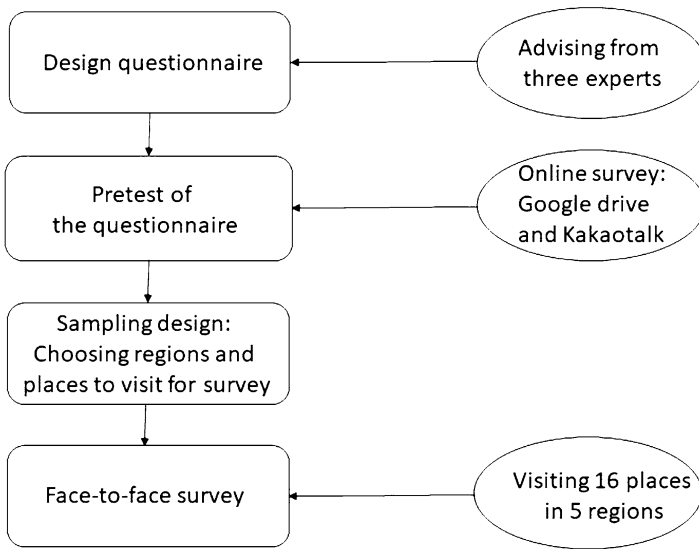 Design questionnaire
Advising from
three experts
Pretest of
the questionnaire
Online survey:
Google drive
and Kakaotalk
Sampling design:
Choosing regions and
places to visit for survey
Face-to-face survey
Visiting 16 places
in 5 regions